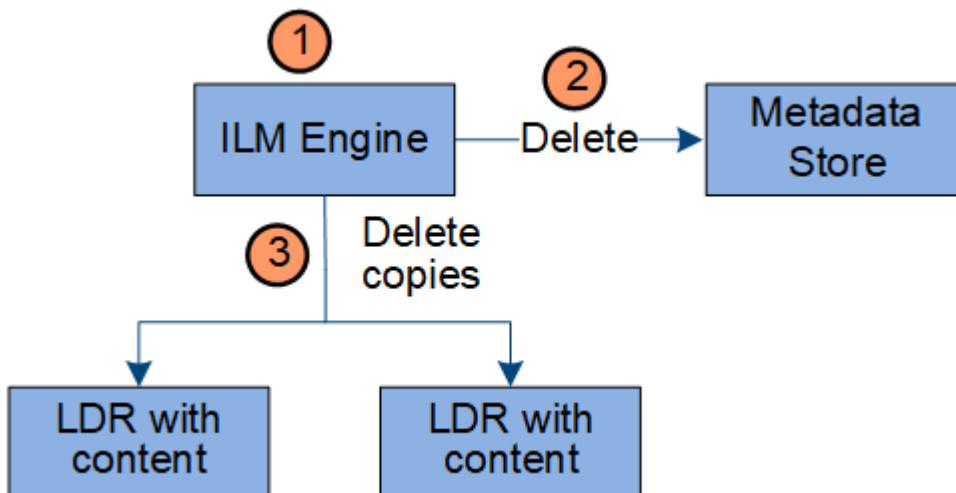 1
2
ILM Engine
Delete
Metadata
Store
3
Delete
copies
LDR with
content
LDR with
content